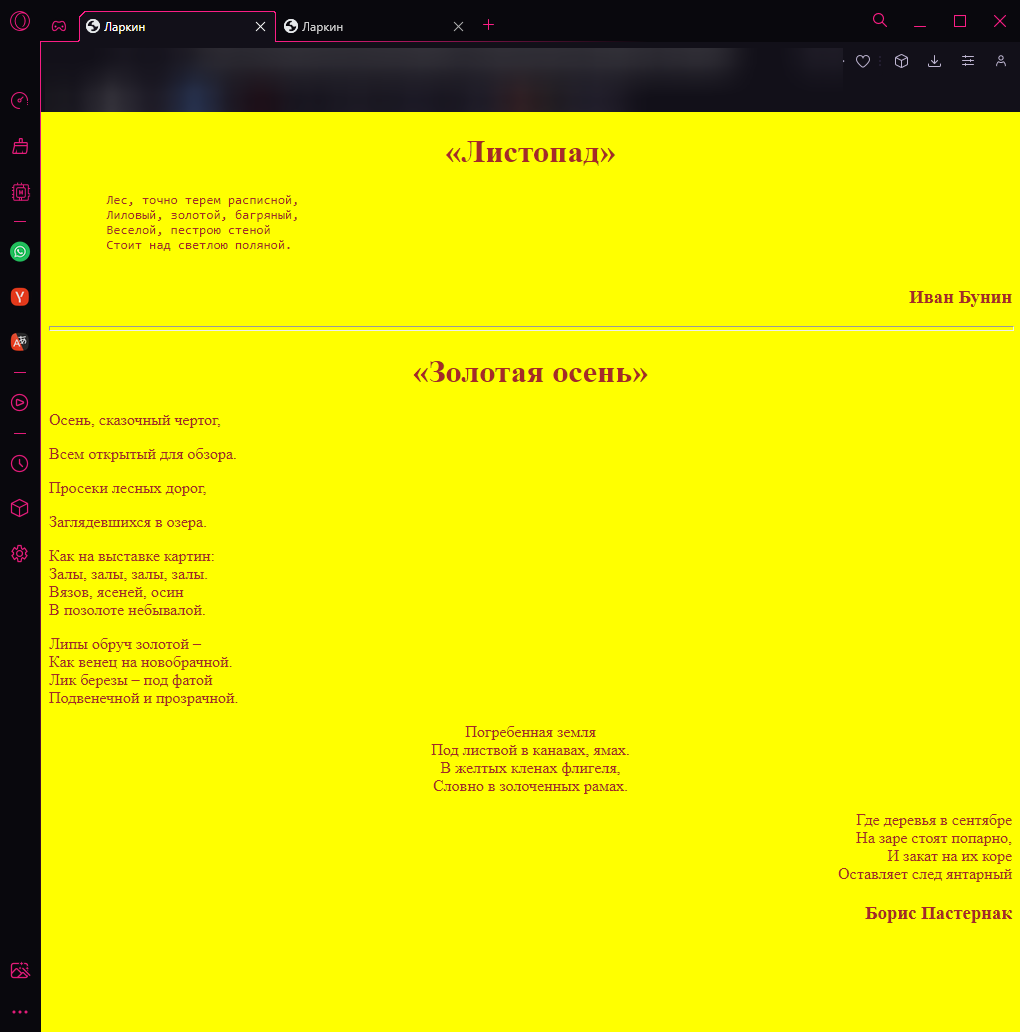 Ларкин
Ларкин
«Листопад»
Лес, точно терем расписной,
Лиловый, золотой, багряный,
Веселой, пестрою стеной
Стоит над светлою поляной.
Иван Бунин
«Золотая осень»
Осень, сказочный чертог,
Всем открытый для обзора.
Просеки лесных дорог,
Заглядевшихся в озера.
Как на выставке картин:
Залы, залы, залы, залы.
Вязов, ясеней, осин
В позолоте небывалой.
Липы обруч золотой –
Как венец на новобрачной.
Лик березы – под фатой
Подвенечной и прозрачной.
Погребенная земля
Под листвой в канавах, ямах.
В желтых кленах флигеля,
Словно в золоченных рамах.
Где деревья в сентябре
На заре стоят попарно,
И закат на их коре
Оставляет след янтарный
Борис Пастернак